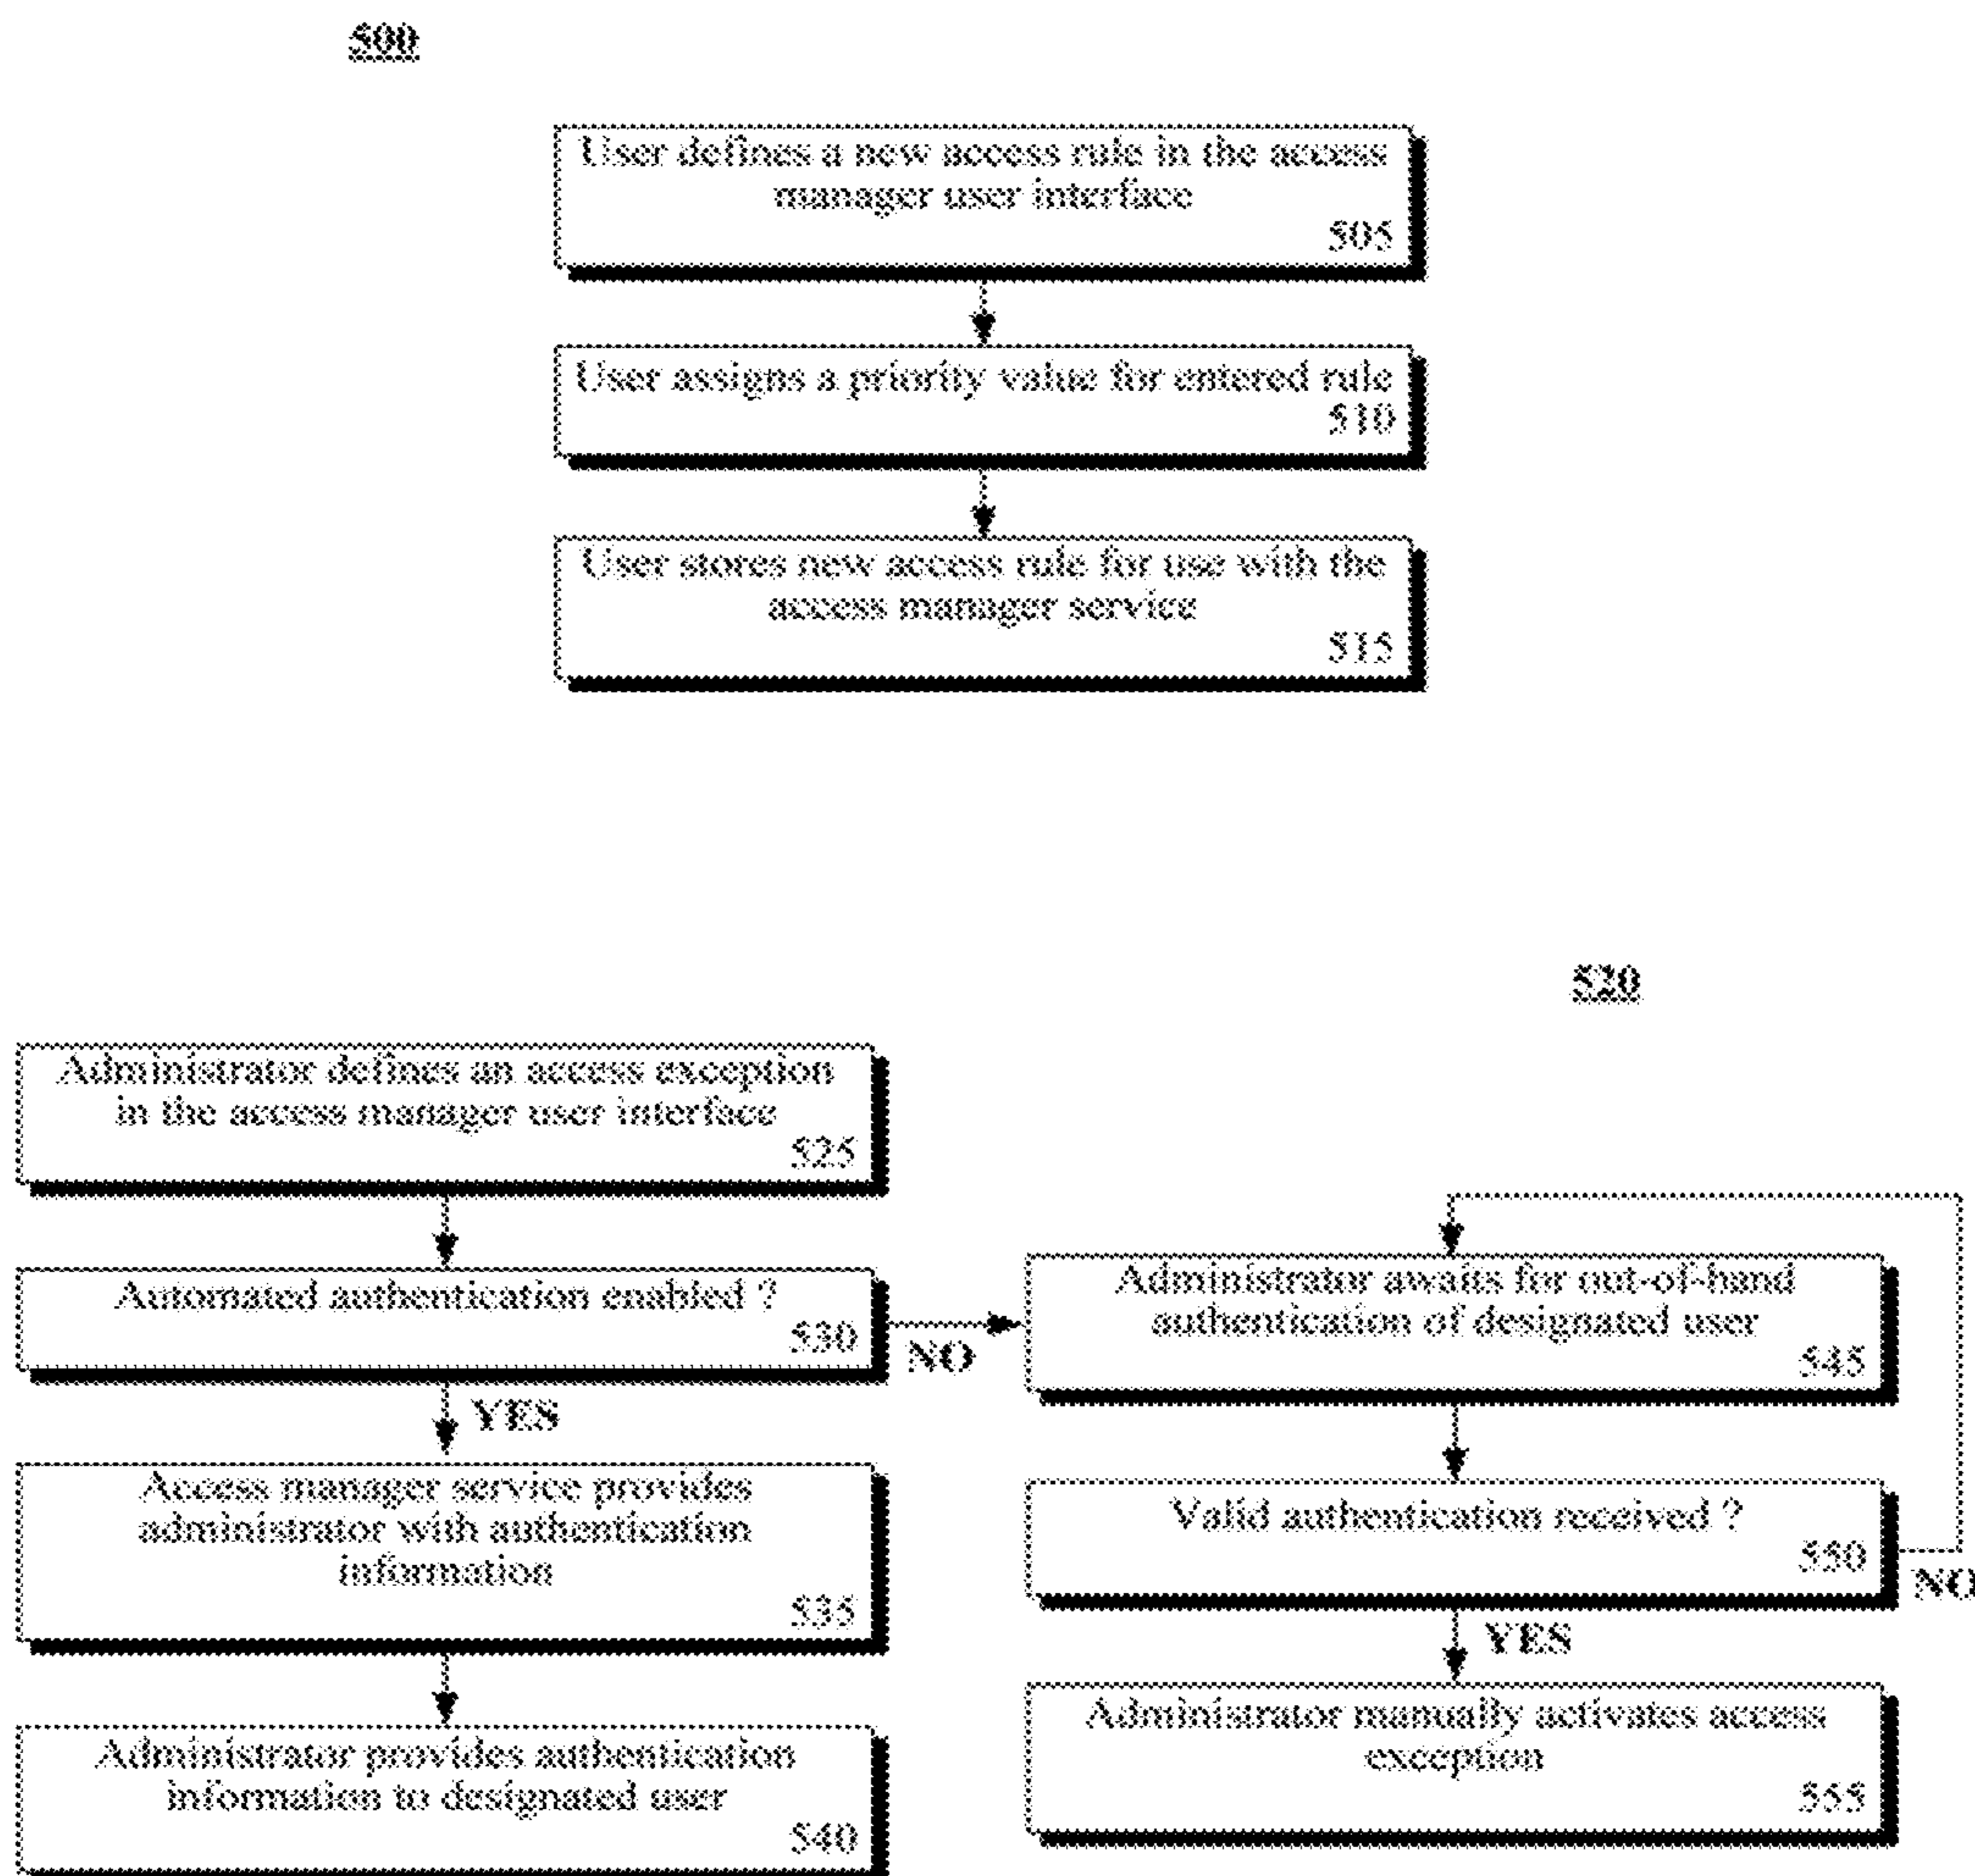 500
User defines a new access rule in the access
manager user interface
505
User assigns a priority value for entered rule
510
User stores new access rule for use with the
access manager service
515
520
Administrator defines an access exception
in the access manager user interface
525
Automated authentication enabled ?
530
NO
YES
Access manager service provides
administrator with authentication
information
535
Administrator provides authentication
information to designated user
540
Administrator awaits for out-of-hand
authentication of designated user
545
Valid authentication received ?
550
NO
YES
Administrator manually activates access
exception
555